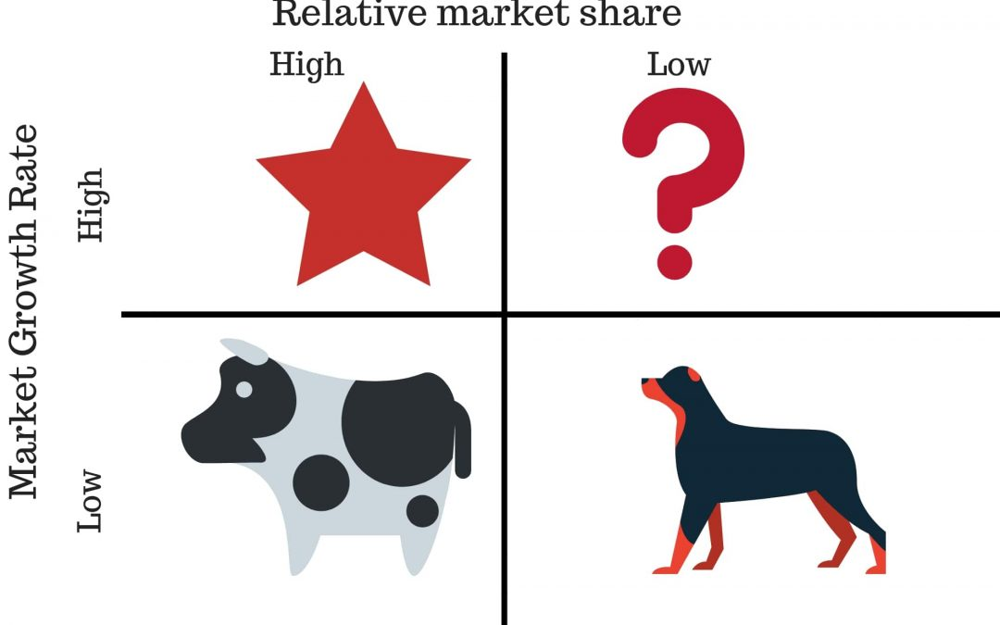 Relative market share
High
Low
Market Growth Rate
High
Low
?